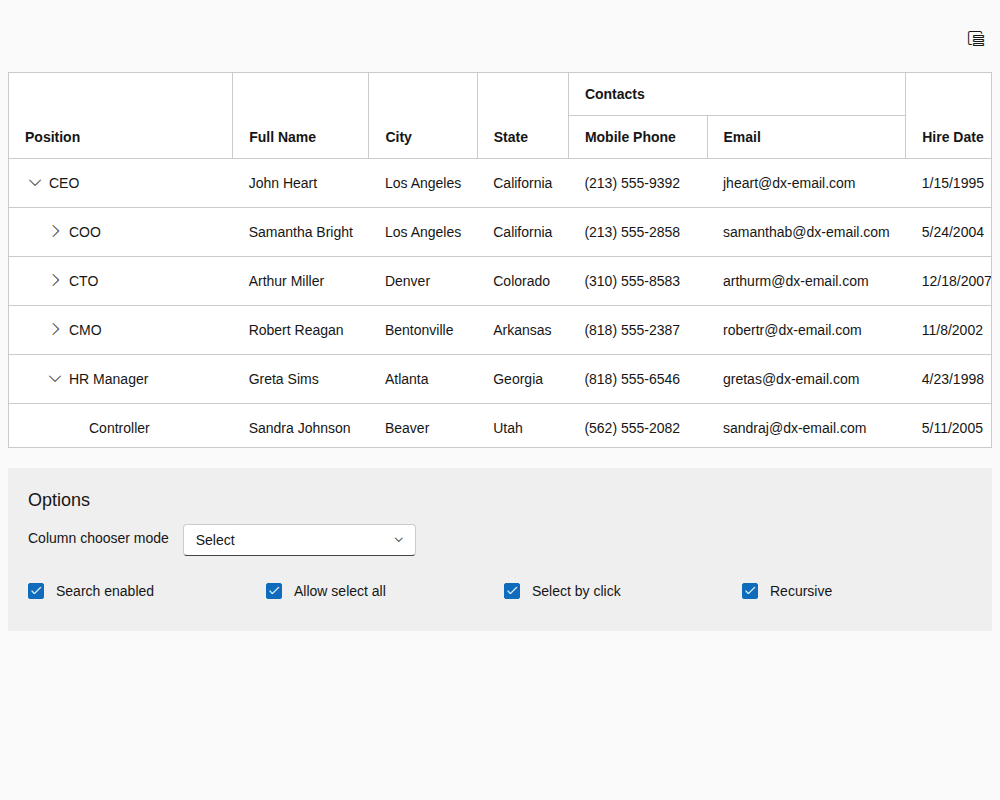 Contacts
Position Full Name City State Mobile Phone Email Hire Date
CEO John Heart Los Angeles California (213) 555-9392 jheart@dx-email.com 1/15/1995
COO Samantha Bright Los Angeles California (213) 555-2858 samanthab@dx-email.com 5/24/2004
CTO Arthur Miller Denver Colorado (310) 555-8583 arthurm@dx-email.com 12/18/2007
CMO Robert Reagan Bentonville Arkansas (818) 555-2387 robertr@dx-email.com 11/8/2002
HR Manager Greta Sims Atlanta Georgia (818) 555-6546 gretas@dx-email.com 4/23/1998
Controller Sandra Johnson Beaver Utah (562) 555-2082 sandraj@dx-email.com 5/11/2005
Options
Column chooser mode Select
Search enabled Allow select all Select by click Recursive